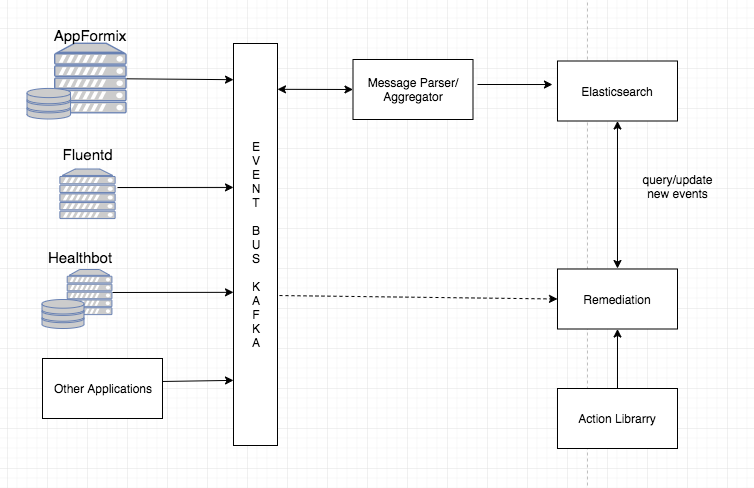 AppFormix
Fluentd
Healthbot
Other Applications
EVENT BUS KAFKA
Message Parser/
Aggregator
Elasticsearch
query/update
new events
Remediation
Action Librarry